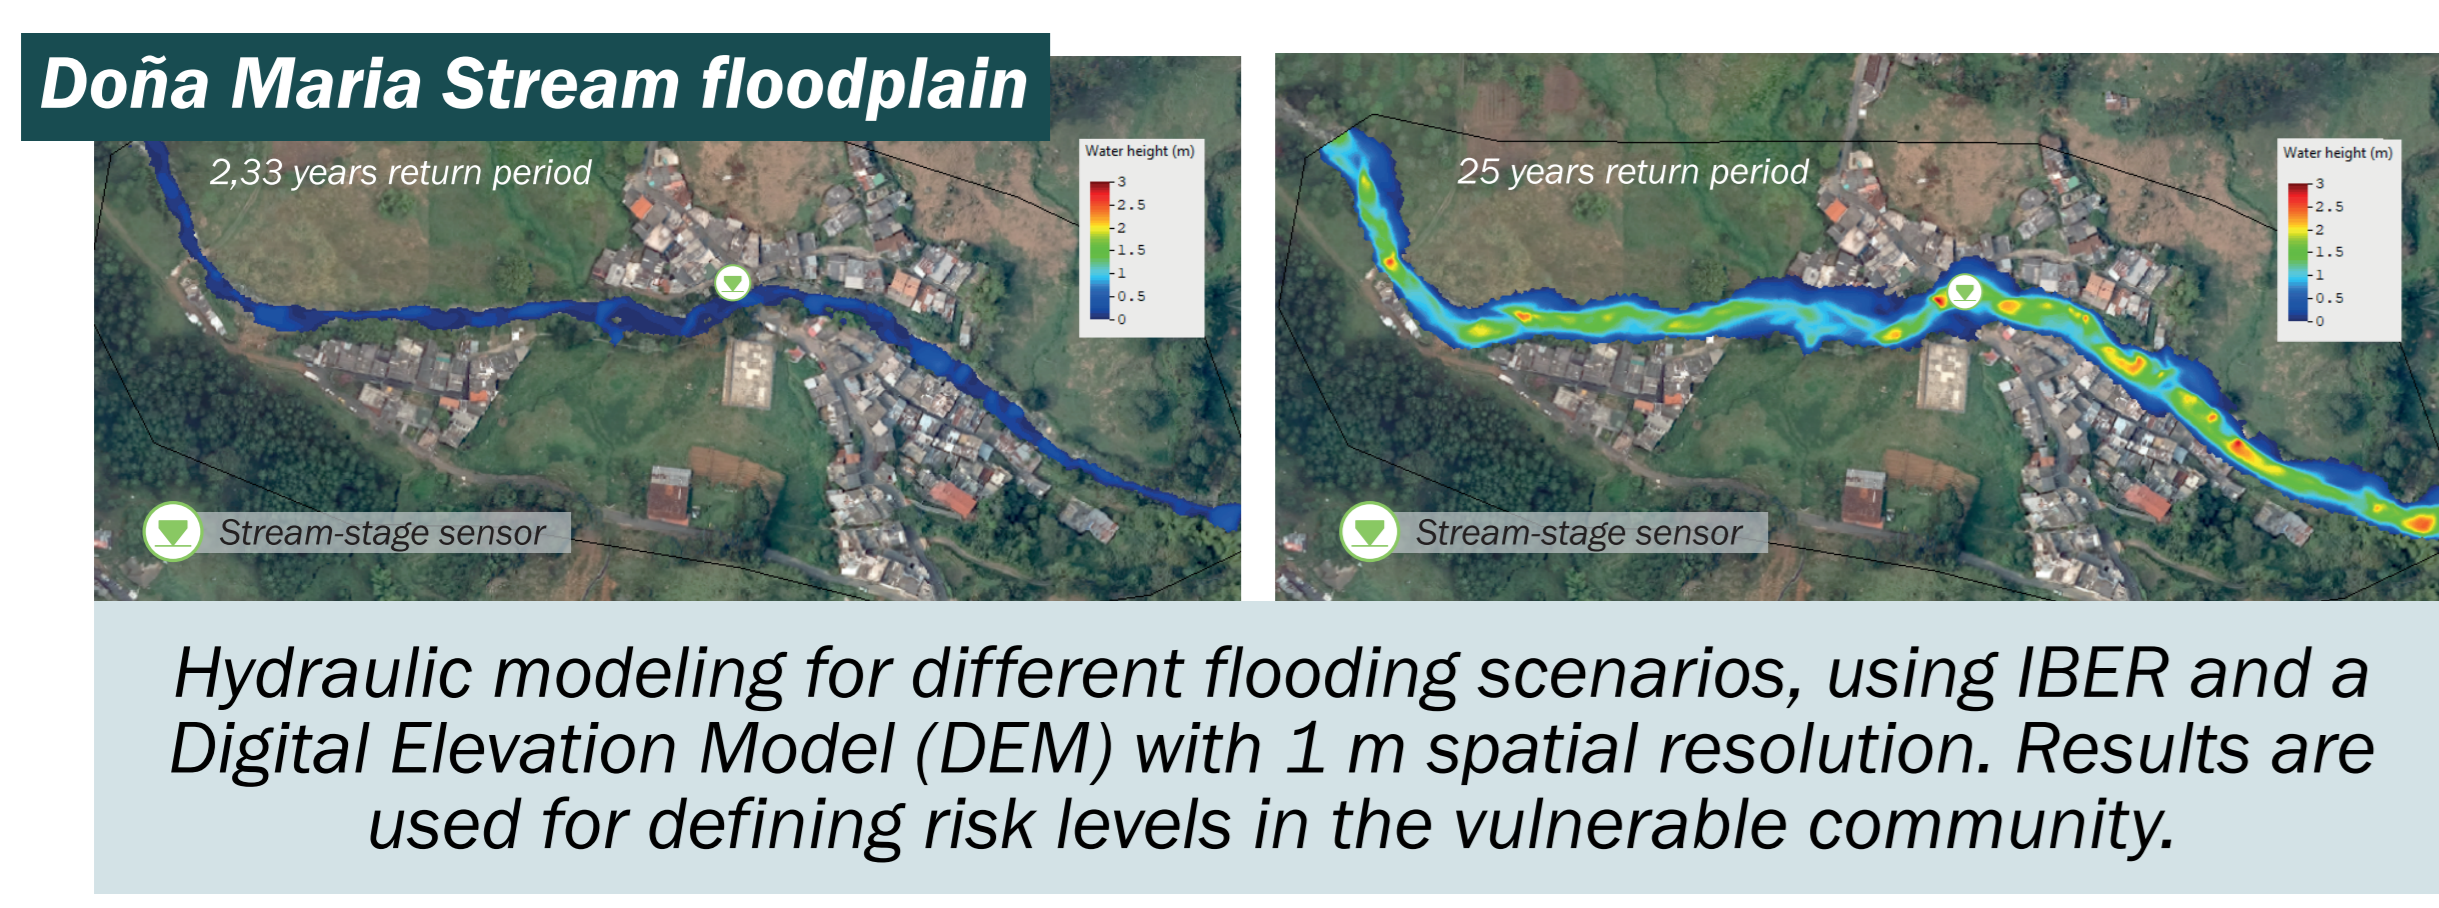 Doña Maria Stream floodplain
2,33 years return period
Water height (m)
3
2.5
2
1.5
1
0.5
0
Stream-stage sensor
25 years return period
Water height (m)
3
2.5
2
1.5
1
0.5
0
Stream-stage sensor
Hydraulic modeling for different flooding scenarios, using IBER and a
Digital Elevation Model (DEM) with 1 m spatial resolution. Results are
used for defining risk levels in the vulnerable community.